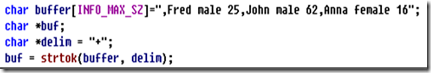 char buffer[INFO_MAX_SZ]=",Fred male 25,John male 62,Anna female 16";
char *buf;
char *delim = "+";
buf = strtok(buffer, delim);